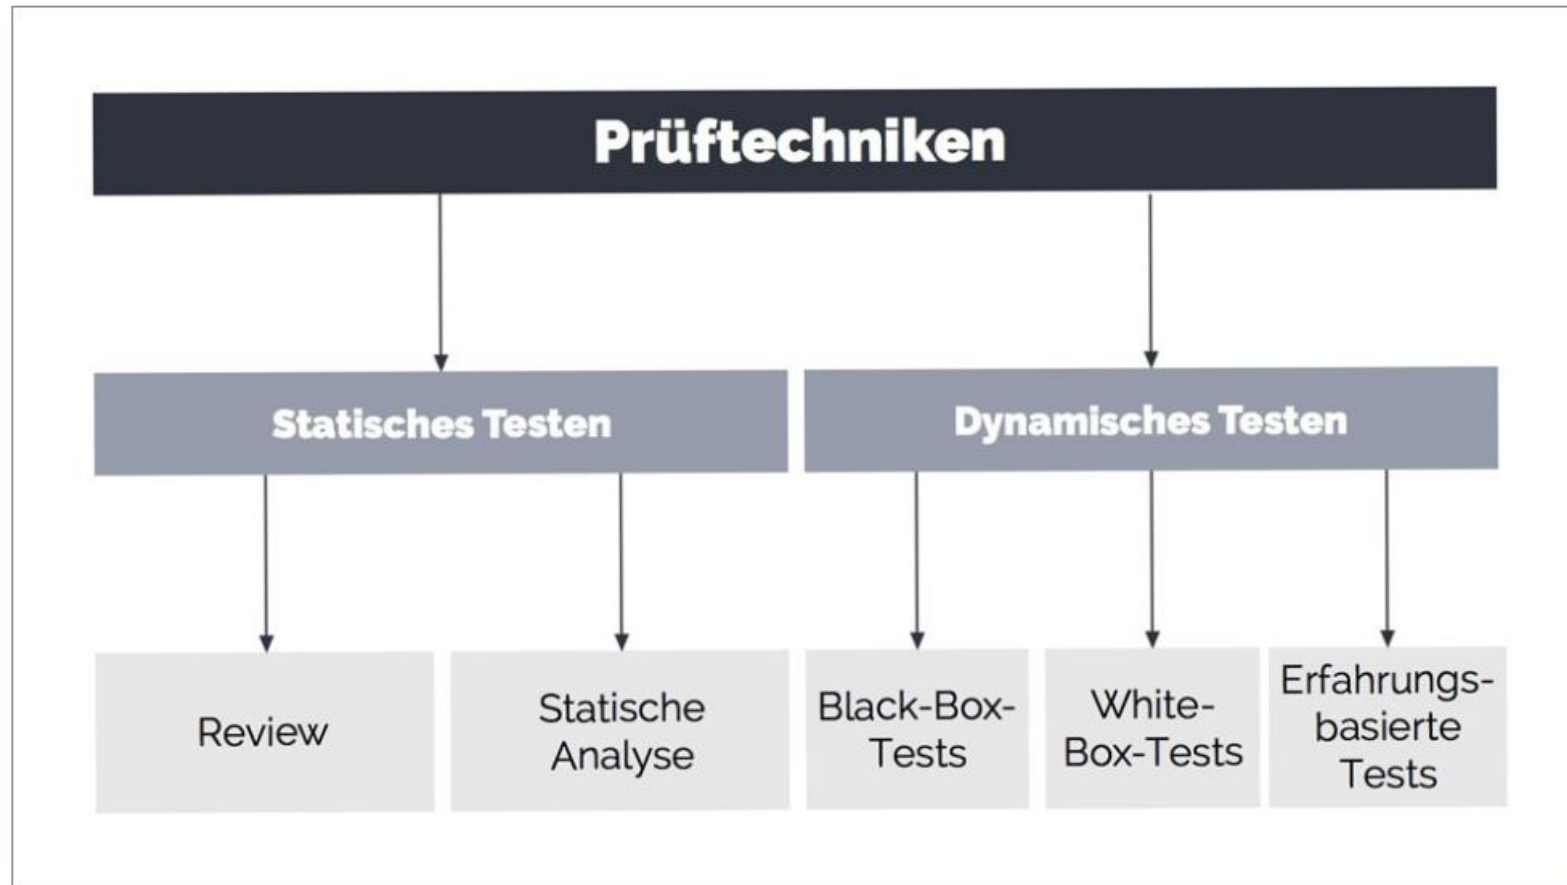 Prüftechniken
Statisches Testen
Dynamisches Testen
Review
Statische
Analyse
Black-Box-
Tests
White-
Box-Tests
Erfahrungs-
basierte
Tests